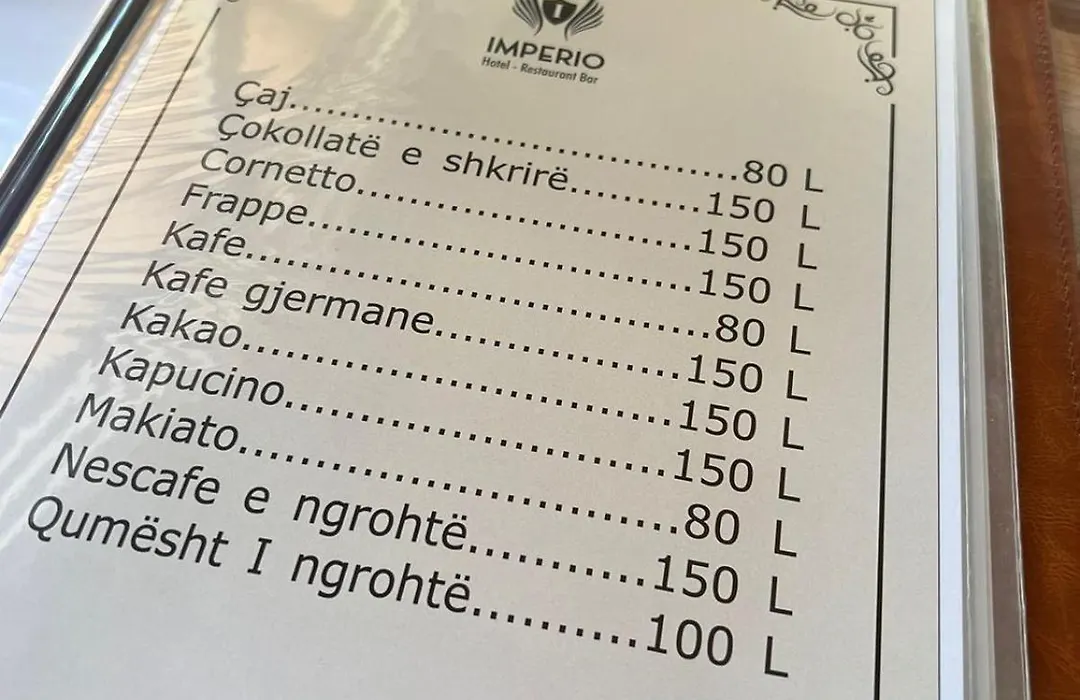 I
IMPERIO
Hotel - Restaurant Bar
Çaj..................................80 L
Çokollatë e shkrirë..........150 L
Cornetto..........................150 L
Frappe..............................150 L
Kafe....................................80 L
Kafe gjermane...................150 L
Kakao................................150 L
Kapucino...........................150 L
Makiato...............................80 L
Nescafe e ngrohtë............150 L
Qumësht I ngrohtë...........100 L